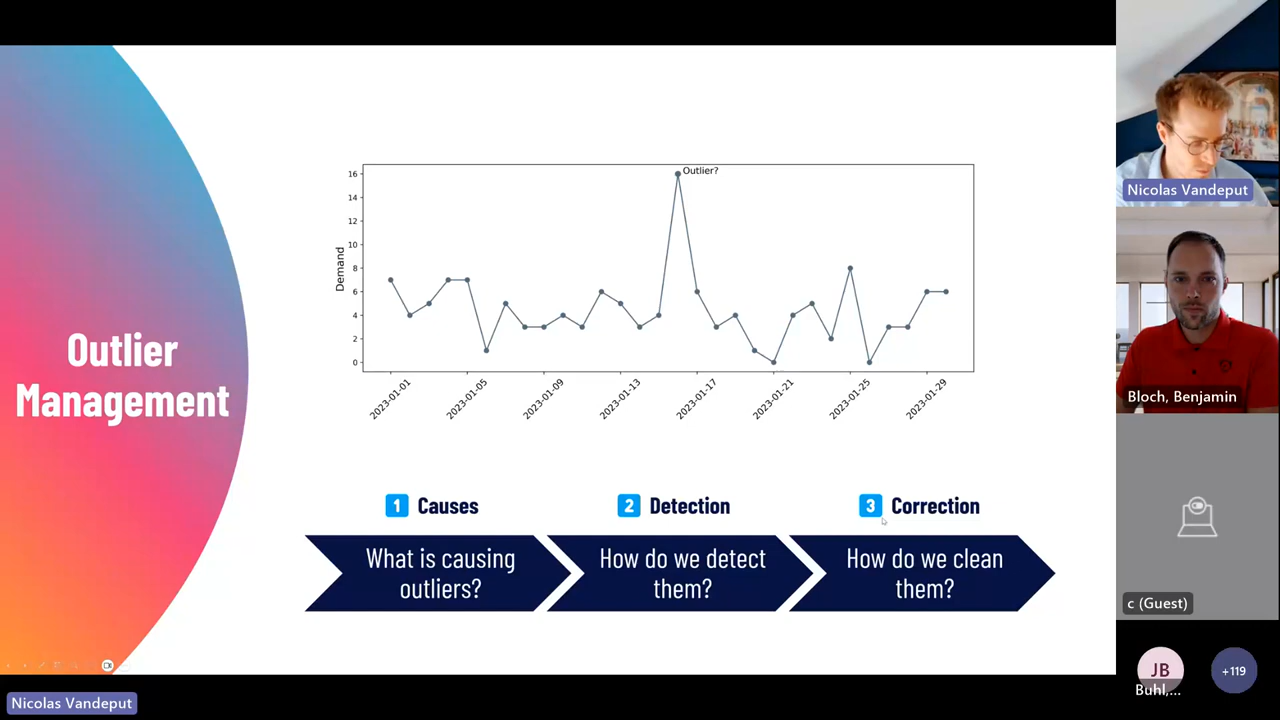 Outlier
Management
Outlier?
Demand
16
14
12
10
8
6
4
2
0
2023-01-01
2023-01-05
2023-01-09
2023-01-13
2023-01-17
2023-01-21
2023-01-25
2023-01-29
1 Causes
2 Detection
3 Correction
What is causing
outliers?
How do we detect
them?
How do we clean
them?
Nicolas Vandeput
Nicolas Vandeput
Bloch, Benjamin
c (Guest)
JB
Buhl,...
+119